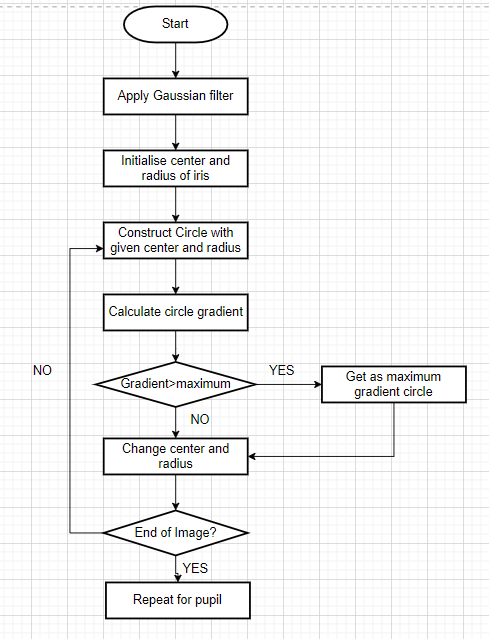 Start
Apply Gaussian filter
Initialise center and
radius of iris
Construct Circle with
given center and radius
Calculate circle gradient
NO
Gradient>maximum
YES
Get as maximum
gradient circle
NO
Change center and
radius
End of Image?
YES
Repeat for pupil